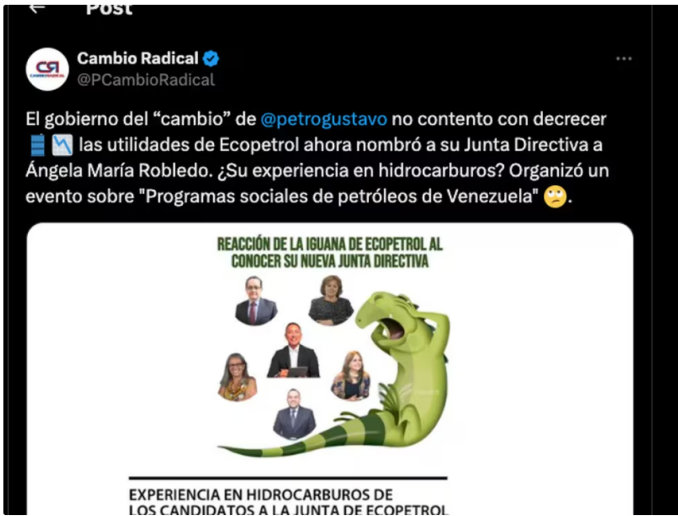 Post
Cambio Radical
@PCambioRadical
El gobierno del “cambio” de @petrogustavo no contento con decrecer
las utilidades de Ecopetrol ahora nombró a su Junta Directiva a
Ángela María Robledo. ¿Su experiencia en hidrocarburos? Organizó un
evento sobre "Programas sociales de petróleos de Venezuela" 🙄.
REACCIÓN DE LA IGUANA DE ECOPETROL AL
CONOCER SU NUEVA JUNTA DIRECTIVA
EXPERIENCIA EN HIDROCARBUROS DE
LOS CANDIDATOS A LA JUNTA DE ECOPETROL